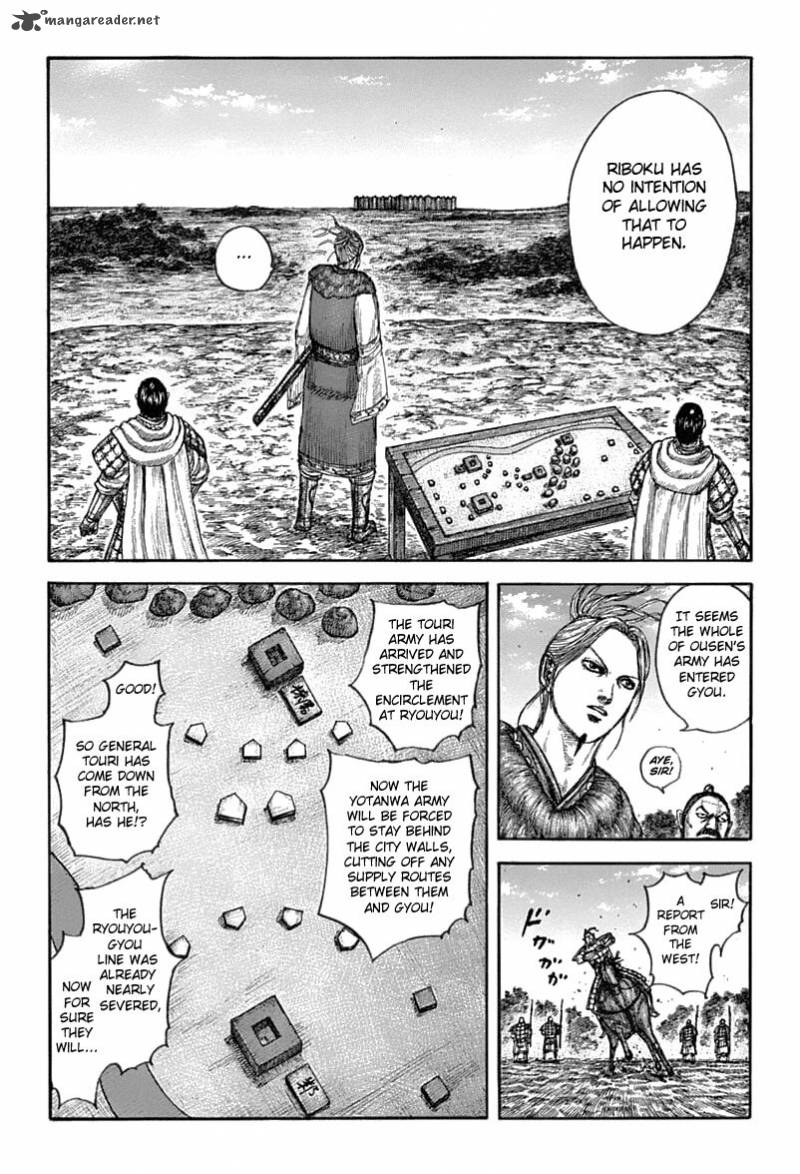 mangareader.net
RIBOKU HAS
NO INTENTION
OF ALLOWING
THAT TO
HAPPEN.
...
IT SEEMS
THE WHOLE
OF OUSEN'S
ARMY HAS
ENTERED
GYOU.
AYE,
SIR!
SIR!
A
REPORT
FROM
THE
WEST!
ドドガガガッ
THE
TOURI
ARMY HAS
ARRIVED AND
STRENGTHENED
THE
ENCIRCLEMENT
AT RYOUYOU!
GOOD!
SO GENERAL
TOURI HAS
COME DOWN
FROM THE
NORTH,
HAS HE!?
NOW THE
YOTANWA ARMY
WILL BE FORCED
TO STAY BEHIND
THE CITY WALLS,
CUTTING OFF ANY
SUPPLY ROUTES
BETWEEN THEM
AND GYOU!
THE
RYOUYOU-
GYOU
LINE WAS
ALREADY
NEARLY
SEVERED,
NOW
FOR
SURE
THEY
WILL...